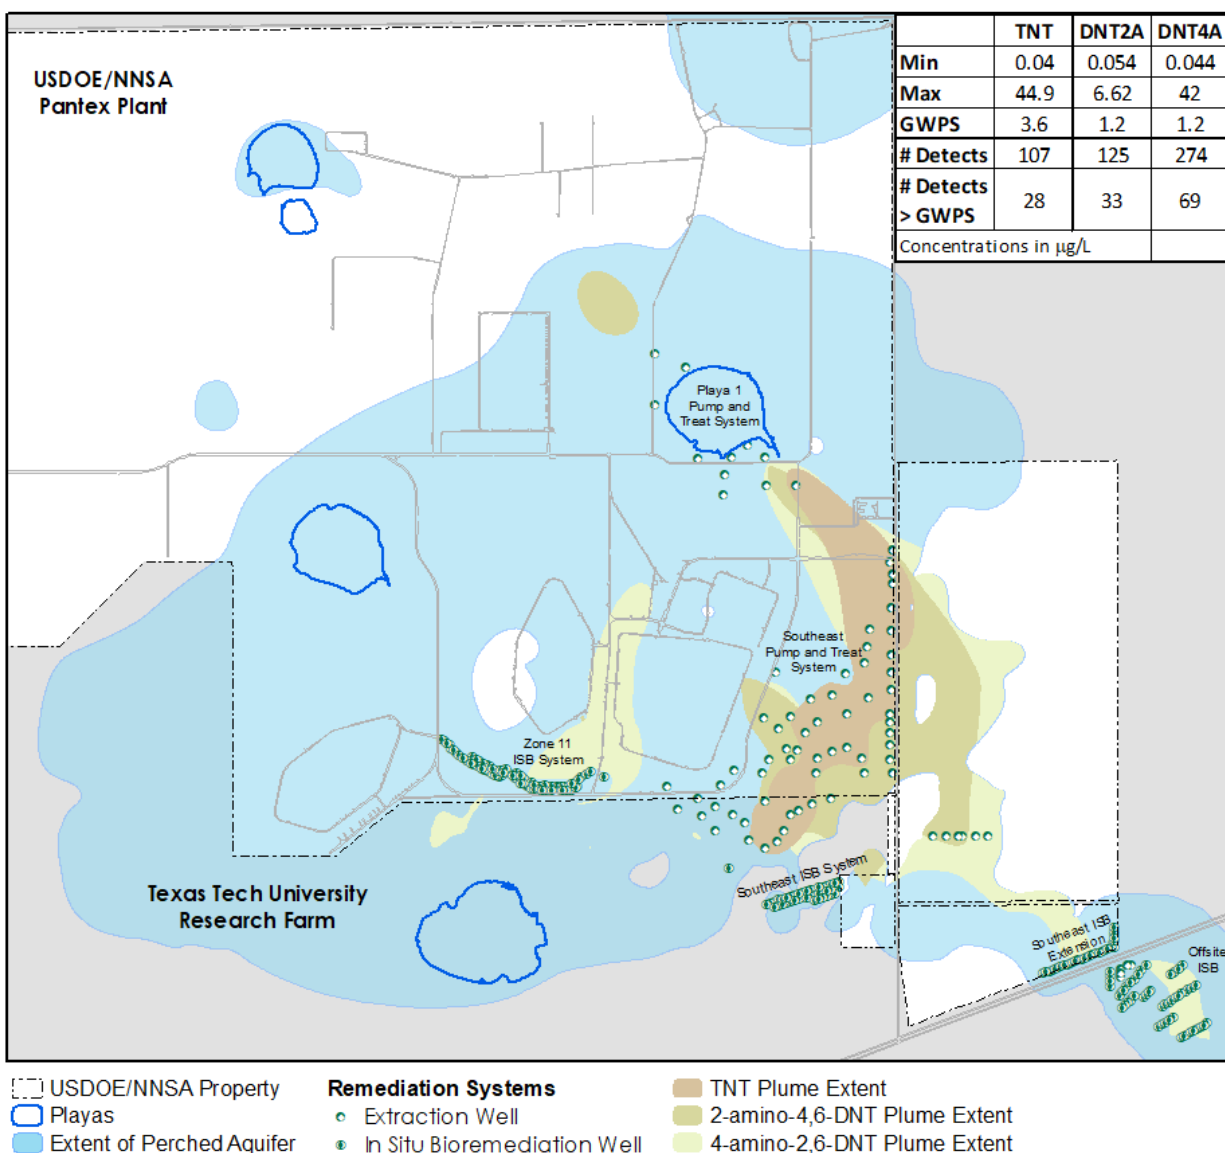 USDOE/NNSA
Pantex Plant
TNT DNT2A DNT4A
Min 0.04 0.054 0.044
Max 44.9 6.62 42
GWPS 3.6 1.2 1.2
# Detects 107 125 274
# Detects
> GWPS 28 33 69
Concentrations in µg/L
Playa 1
Pump and
Treat System
Southeast
Pump and Treat
System
Zone 11
ISB System
Southeast ISB System
Texas Tech University
Research Farm
Southeast ISB
Extension
Offsite
ISB
USDOE/NNSA Property
Playas
Extent of Perched Aquifer
Remediation Systems
Extraction Well
In Situ Bioremediation Well
TNT Plume Extent
2-amino-4,6-DNT Plume Extent
4-amino-2,6-DNT Plume Extent